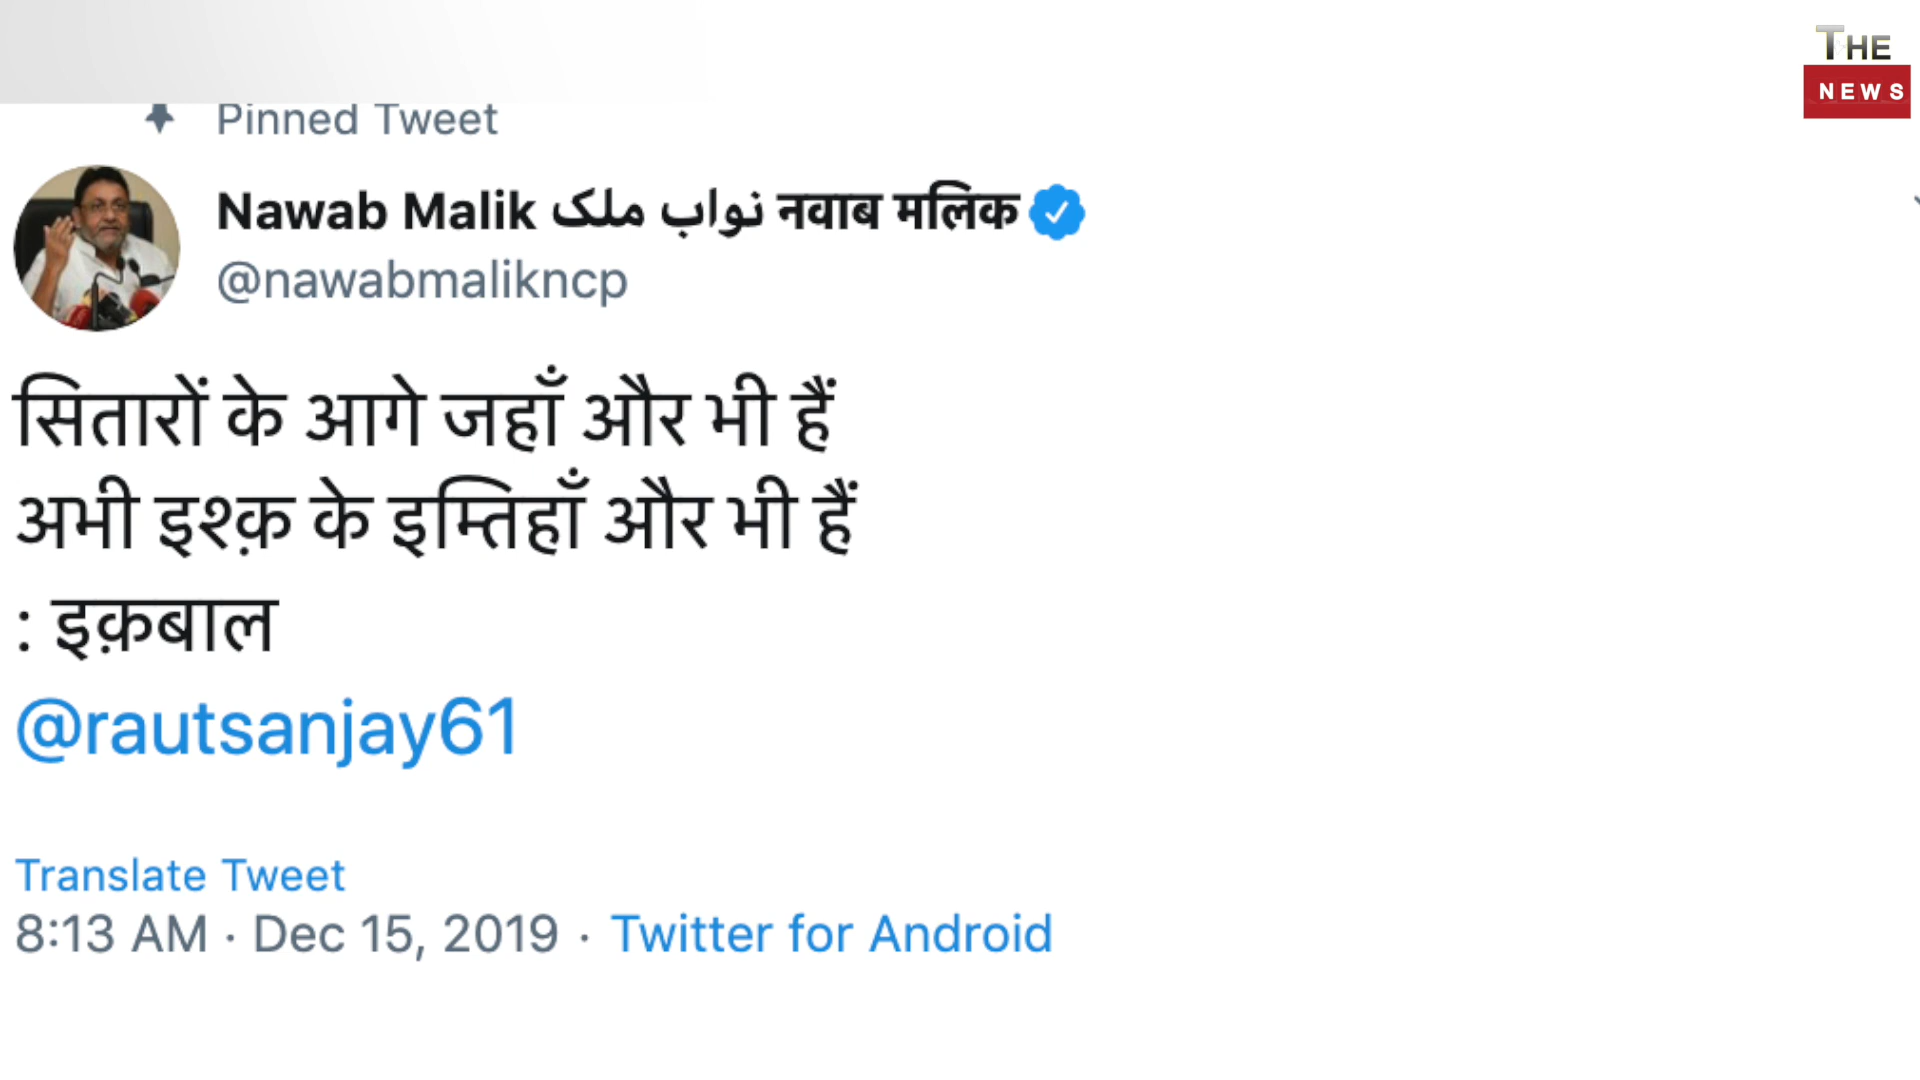 THE
NEWS
Pinned Tweet
Nawab Malik نواب ملک नवाब मलिक
@nawabmalikncp
सितारों के आगे जहाँ और भी हैं
अभी इश्क़ के इम्तिहाँ और भी हैं
: इक़बाल
@rautsanjay61
Translate Tweet
8:13 AM · Dec 15, 2019 · Twitter for Android